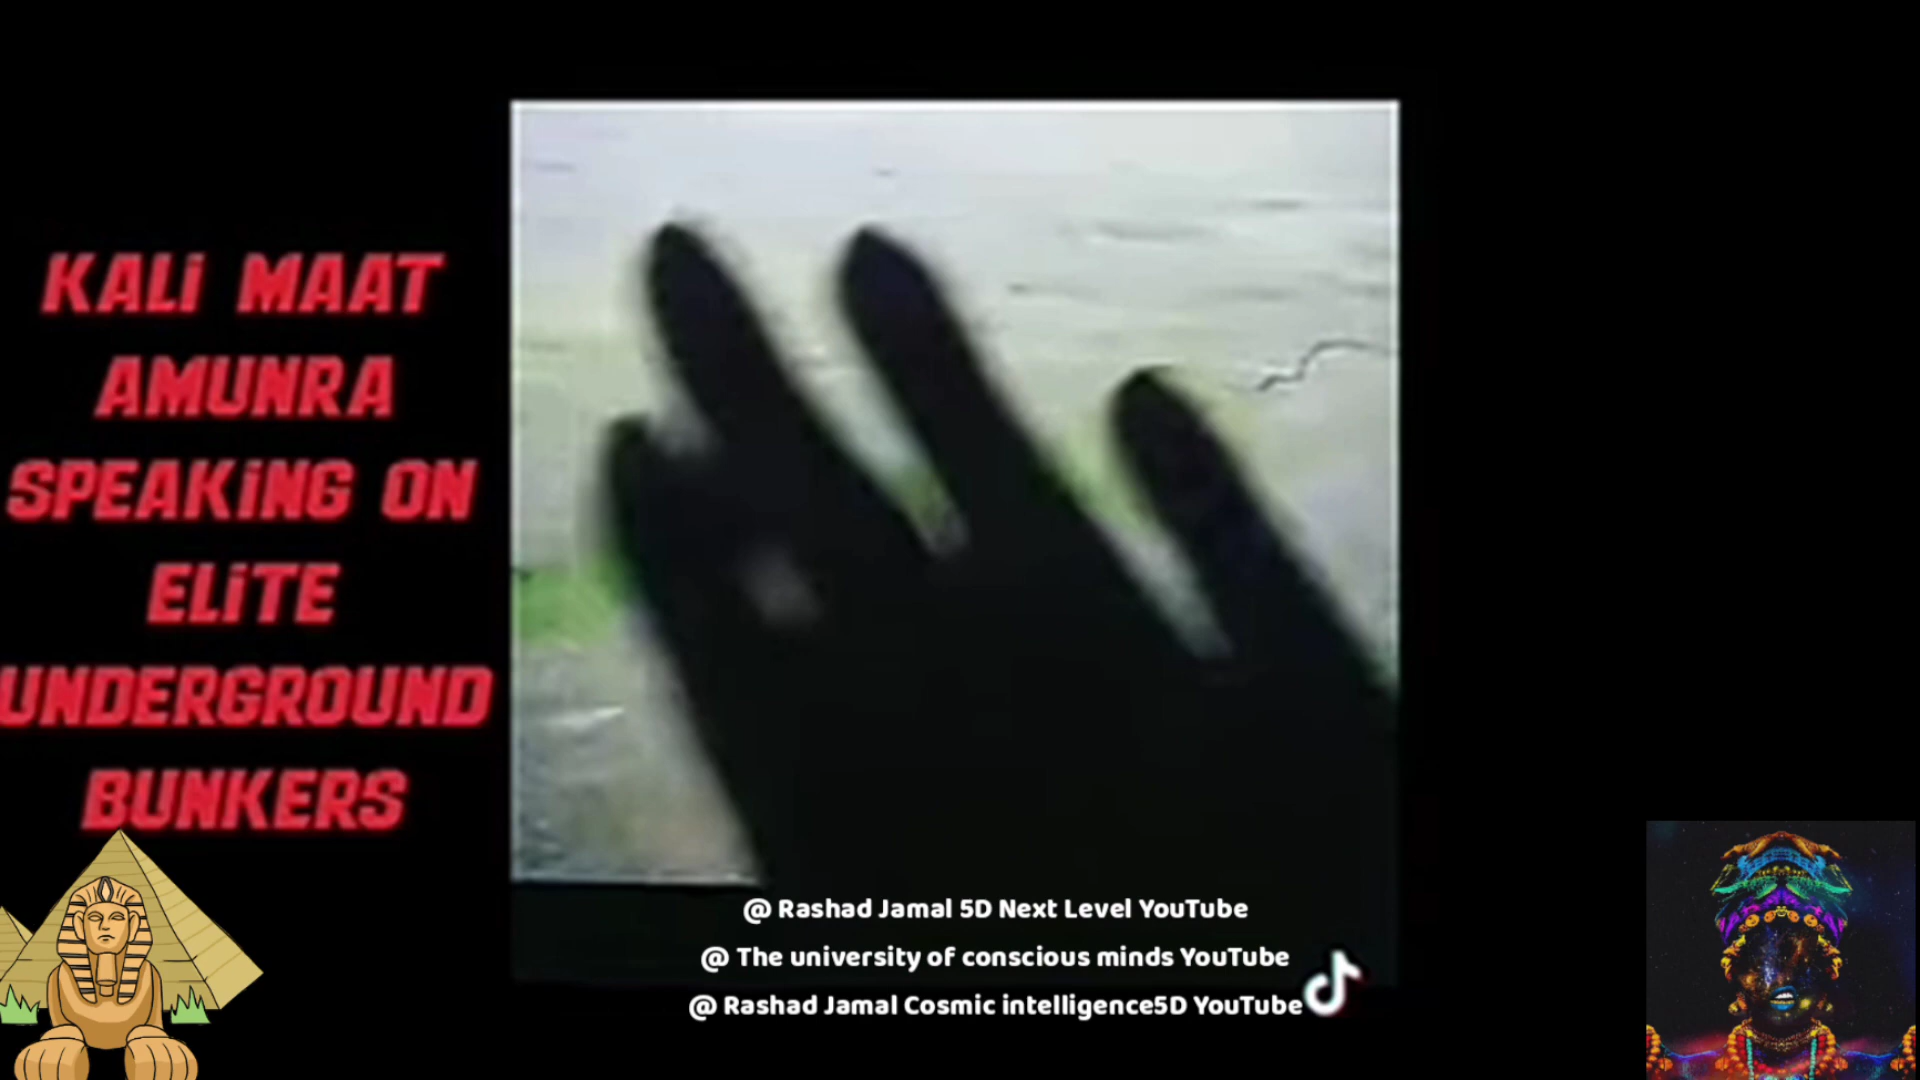 KALi MAAT
AMUNRA
SPEAKiNG ON
ELiTE
UNDERGROUND
BUNKERS
@ Rashad Jamal 5D Next Level YouTube
@ The university of conscious minds YouTube
@ Rashad Jamal Cosmic intelligence5D YouTube